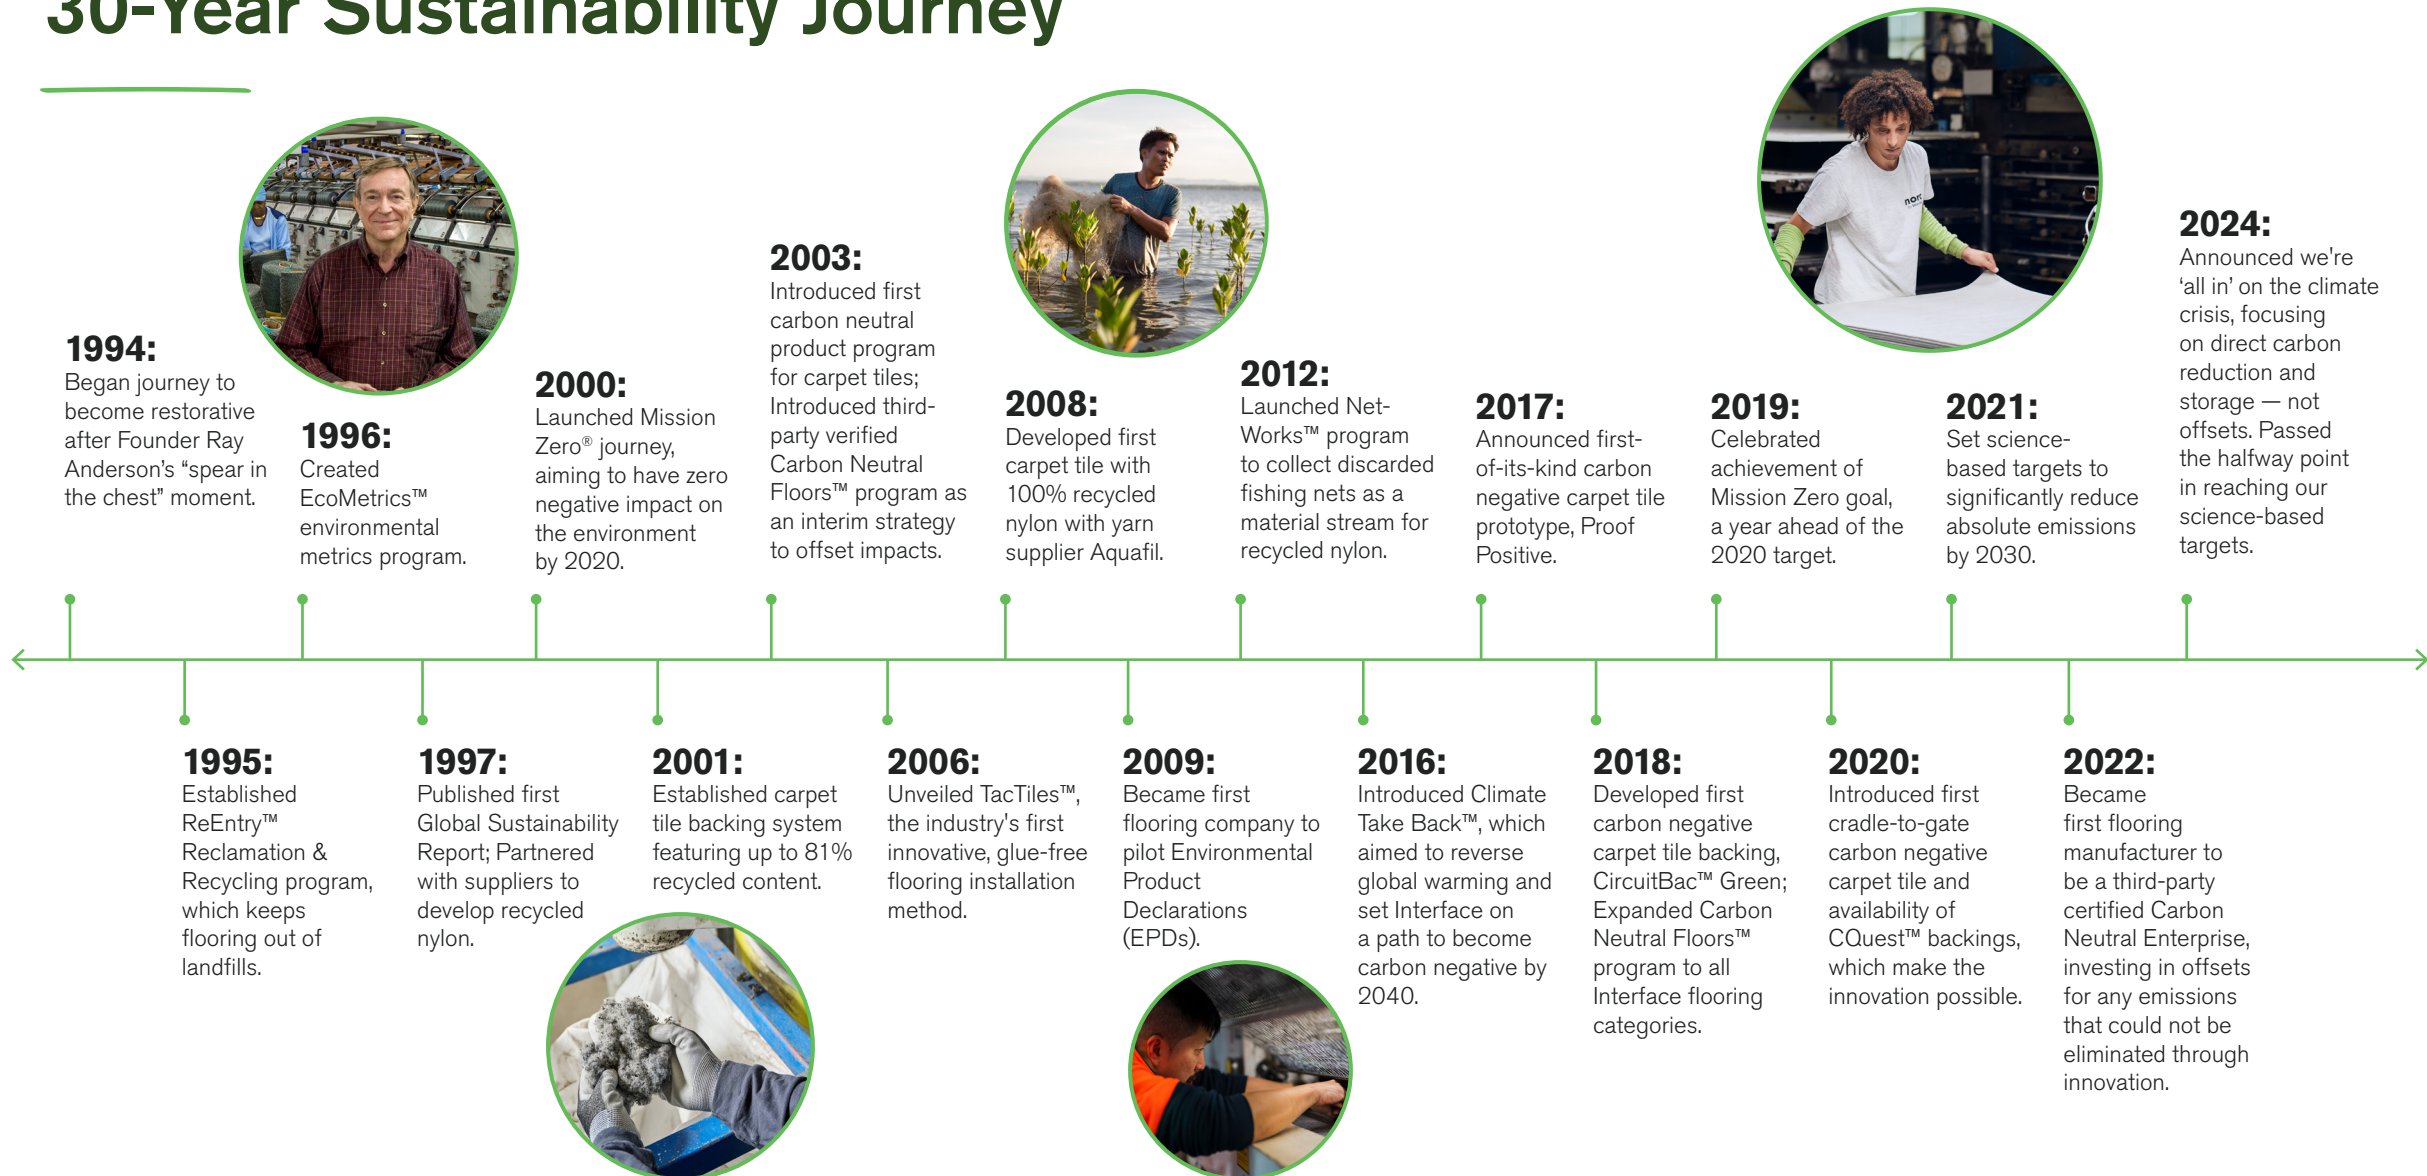 30-Year Sustainability Journey
1994:
Began journey to
become restorative
after Founder Ray
Anderson's “spear in
the chest” moment.
1996:
Created
EcoMetrics™
environmental
metrics program.
2000:
Launched Mission
Zero® journey,
aiming to have zero
negative impact on
the environment
by 2020.
2003:
Introduced first
carbon neutral
product program
for carpet tiles;
Introduced third-
party verified
Carbon Neutral
Floors™ program as
an interim strategy
to offset impacts.
2008:
Developed first
carpet tile with
100% recycled
nylon with yarn
supplier Aquafil.
2012:
Launched Net-
Works™ program
to collect discarded
fishing nets as a
material stream for
recycled nylon.
2017:
Announced first-
of-its-kind carbon
negative carpet tile
prototype, Proof
Positive.
2019:
Celebrated
achievement of
Mission Zero goal,
a year ahead of the
2020 target.
2021:
Set science-
based targets to
significantly reduce
absolute emissions
by 2030.
2024:
Announced we're
‘all in’ on the climate
crisis, focusing
on direct carbon
reduction and
storage — not
offsets. Passed
the halfway point
in reaching our
science-based
targets.
1995:
Established
ReEntry™
Reclamation &
Recycling program,
which keeps
flooring out of
landfills.
1997:
Published first
Global Sustainability
Report; Partnered
with suppliers to
develop recycled
nylon.
2001:
Established carpet
tile backing system
featuring up to 81%
recycled content.
2006:
Unveiled TacTiles™,
the industry's first
innovative, glue-free
flooring installation
method.
2009:
Became first
flooring company to
pilot Environmental
Product
Declarations
(EPDs).
2016:
Introduced Climate
Take Back™, which
aimed to reverse
global warming and
set Interface on
a path to become
carbon negative by
2040.
2018:
Developed first
carbon negative
carpet tile backing,
CircuitBac™ Green;
Expanded Carbon
Neutral Floors™
program to all
Interface flooring
categories.
2020:
Introduced first
cradle-to-gate
carbon negative
carpet tile and
availability of
CQuest™ backings,
which make the
innovation possible.
2022:
Became
first flooring
manufacturer to
be a third-party
certified Carbon
Neutral Enterprise,
investing in offsets
for any emissions
that could not be
eliminated through
innovation.